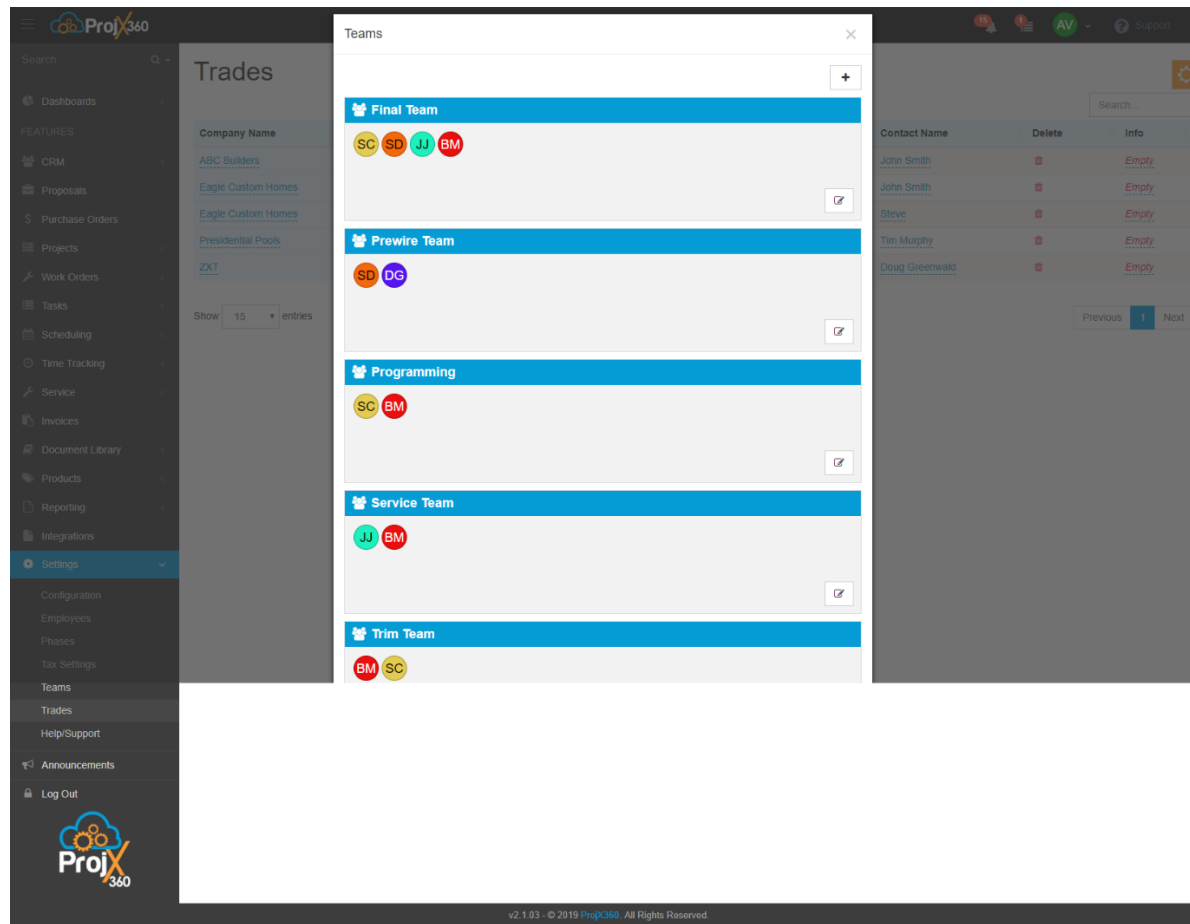 ProjX360
Teams
×
15
1
AV
Support
Search
Trades
+
Dashboards
Search...
FEATURES
Final Team
Company Name
Contact Name
Delete
Info
SC SD JJ BM
CRM
ABC Builders
John Smith
Empty
Proposals
Eagle Custom Homes
John Smith
Empty
Purchase Orders
Eagle Custom Homes
Steve
Empty
Projects
Prewire Team
Presidential Pools
Tim Murphy
Empty
Work Orders
SD DG
ZXT
Doug Greenwald
Empty
Tasks
Show 15 entries
Previous 1 Next
Scheduling
Time Tracking
Programming
Service
SC BM
Invoices
Document Library
Products
Reporting
Service Team
Integrations
JJ BM
Settings
Configuration
Employees
Phases
Trim Team
Tax Settings
BM SC
Teams
Trades
Help/Support
Announcements
Log Out
ProjX
360
v2.1.03 - © 2019 ProjX360. All Rights Reserved.